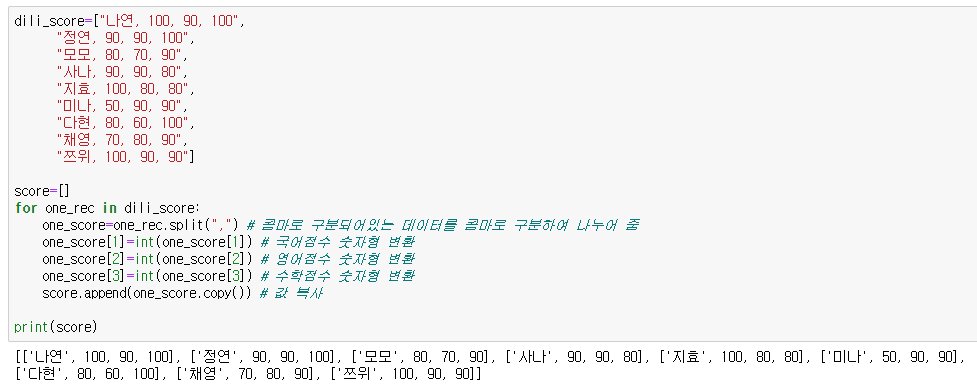 dili_score=["나연, 100, 90, 100",
"정연, 90, 90, 100",
"모모, 80, 70, 90",
"사나, 90, 90, 80",
"지효, 100, 80, 80",
"미나, 50, 90, 90",
"다현, 80, 60, 100",
"채영, 70, 80, 90",
"쯔위, 100, 90, 90"]
score=[]
for one_rec in dili_score:
one_score=one_rec.split(",") # 콤마로 구분되어있는 데이터를 콤마로 구분하여 나누어 줌
one_score[1]=int(one_score[1]) # 국어점수 숫자형 변환
one_score[2]=int(one_score[2]) # 영어점수 숫자형 변환
one_score[3]=int(one_score[3]) # 수학점수 숫자형 변환
score.append(one_score.copy()) # 값 복사
print(score)
[['나연', 100, 90, 100], ['정연', 90, 90, 100], ['모모', 80, 70, 90], ['사나', 90, 90, 80], ['지효', 100, 80, 80], ['미나', 50, 90, 90],
['다현', 80, 60, 100], ['채영', 70, 80, 90], ['쯔위', 100, 90, 90]]